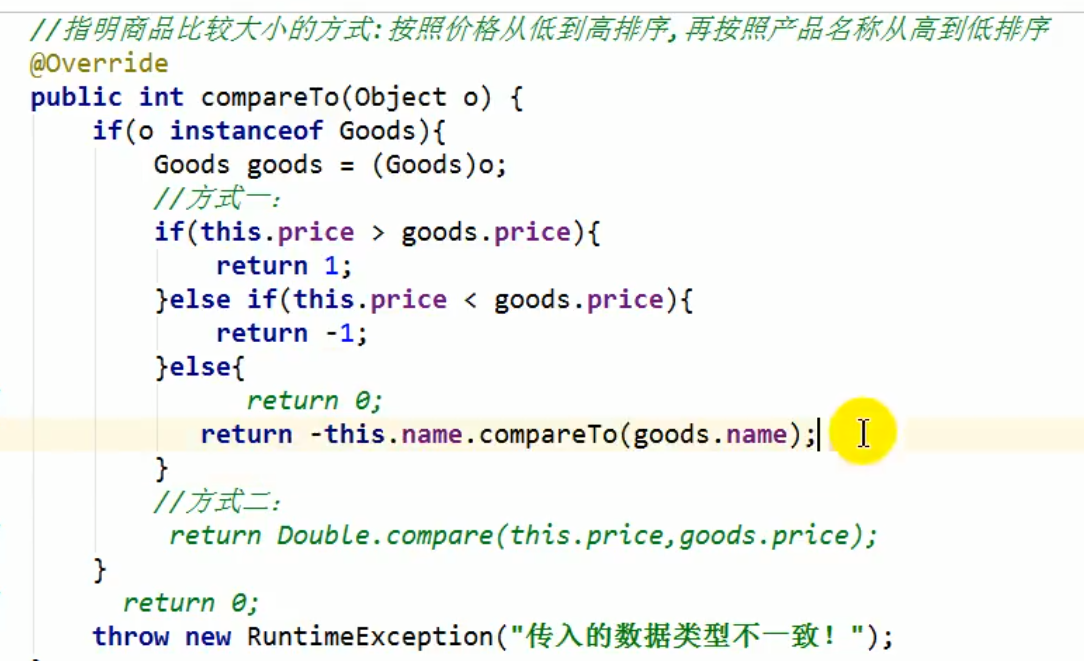 //指明商品比较大小的方式:按照价格从低到高排序,再按照产品名称从高到低排序
@Override
public int compareTo(Object o) {
if(o instanceof Goods){
Goods goods = (Goods)o;
//方式一：
if(this.price > goods.price){
return 1;
}else if(this.price < goods.price){
return -1;
}else{
return 0;
return -this.name.compareTo(goods.name);
}
//方式二：
return Double.compare(this.price,goods.price);
}
return 0;
throw new RuntimeException("传入的数据类型不一致！");